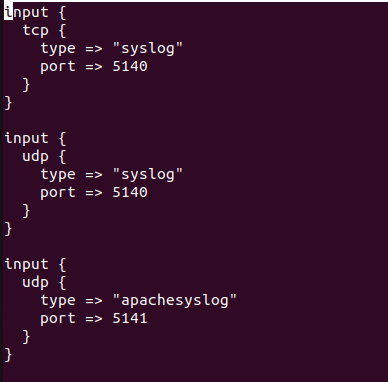 input {
  tcp {
    type => "syslog"
    port => 5140
  }
}

input {
  udp {
    type => "syslog"
    port => 5140
  }
}

input {
  udp {
    type => "apachesyslog"
    port => 5141
  }
}